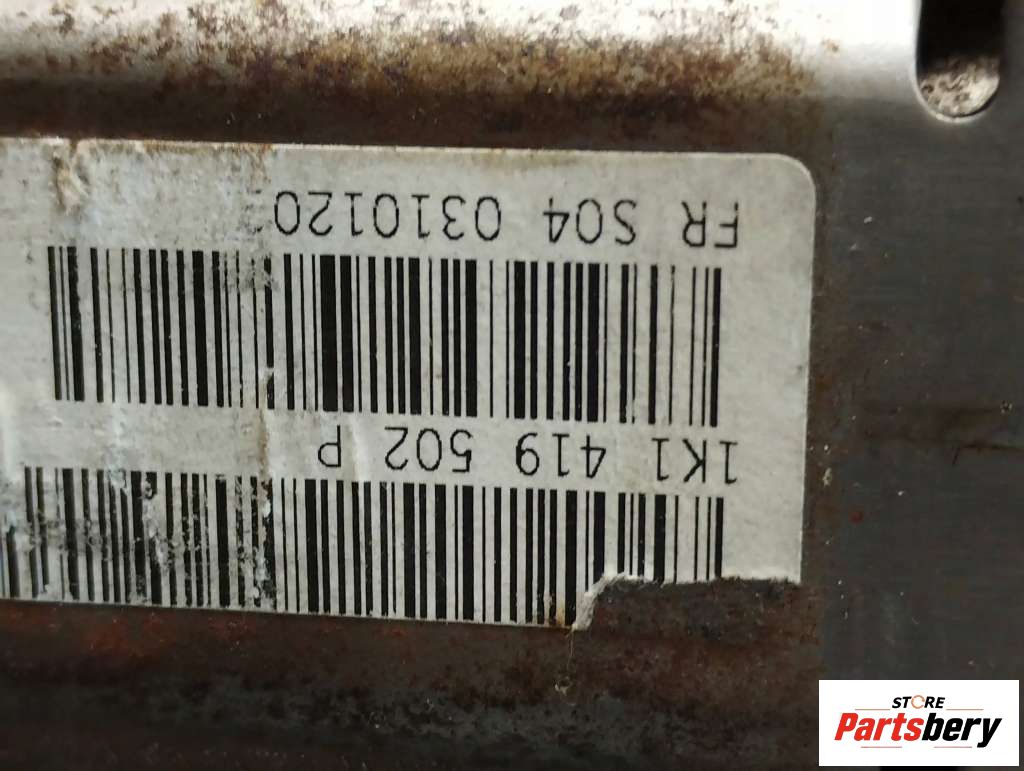 1K1 419 502 P
FR S04 0310120
STORE
Partsbery